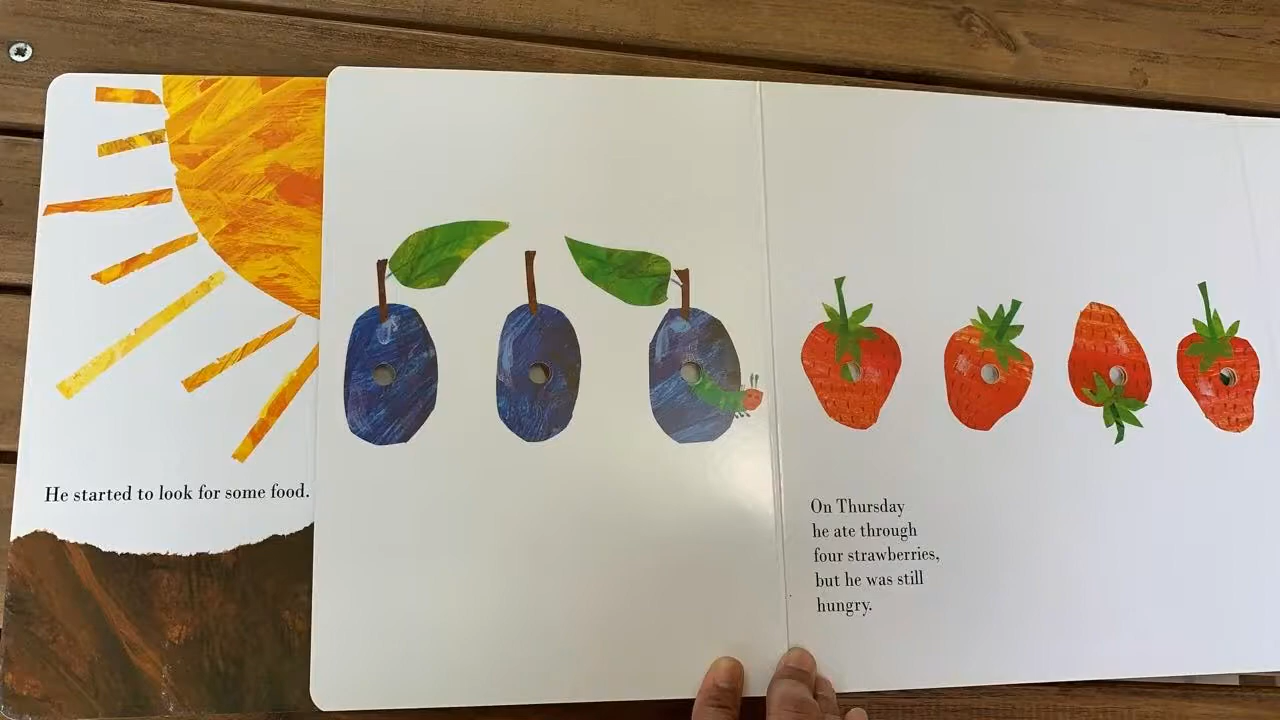 He started to look for some food.
On Thursday
he ate through
four strawberries,
but he was still
hungry.